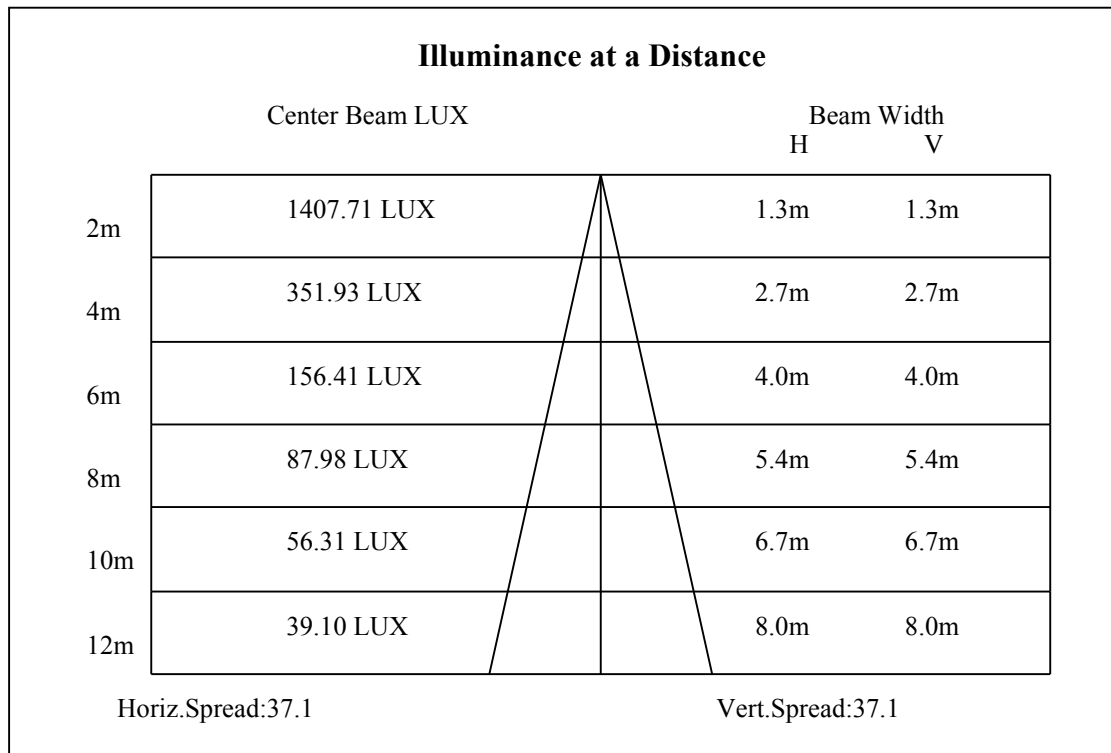 Illuminance at a Distance
Center Beam LUX Beam Width
H V
1407.71 LUX 1.3m 1.3m
2m
351.93 LUX 2.7m 2.7m
4m
156.41 LUX 4.0m 4.0m
6m
87.98 LUX 5.4m 5.4m
8m
56.31 LUX 6.7m 6.7m
10m
39.10 LUX 8.0m 8.0m
12m
Horiz.Spread:37.1 Vert.Spread:37.1